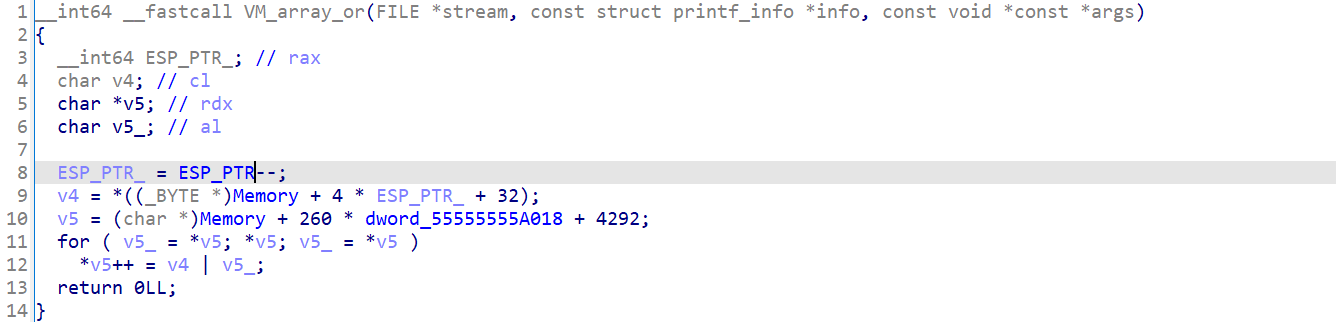 1 __int64 __fastcall VM_array_or(FILE *stream, const struct printf_info *info, const void *const *args)
2 {
3   __int64 ESP_PTR_; // rax
4   char v4; // cl
5   char *v5; // rdx
6   char v5_; // al
7
8   ESP_PTR_ = ESP_PTR--;
9   v4 = *((_BYTE *)Memory + 4 * ESP_PTR_ + 32);
10   v5 = (char *)Memory + 260 * dword_55555555A018 + 4292;
11   for ( v5_ = *v5; *v5; v5_ = *v5 )
12     *v5++ = v4 | v5_;
13   return 0LL;
14 }